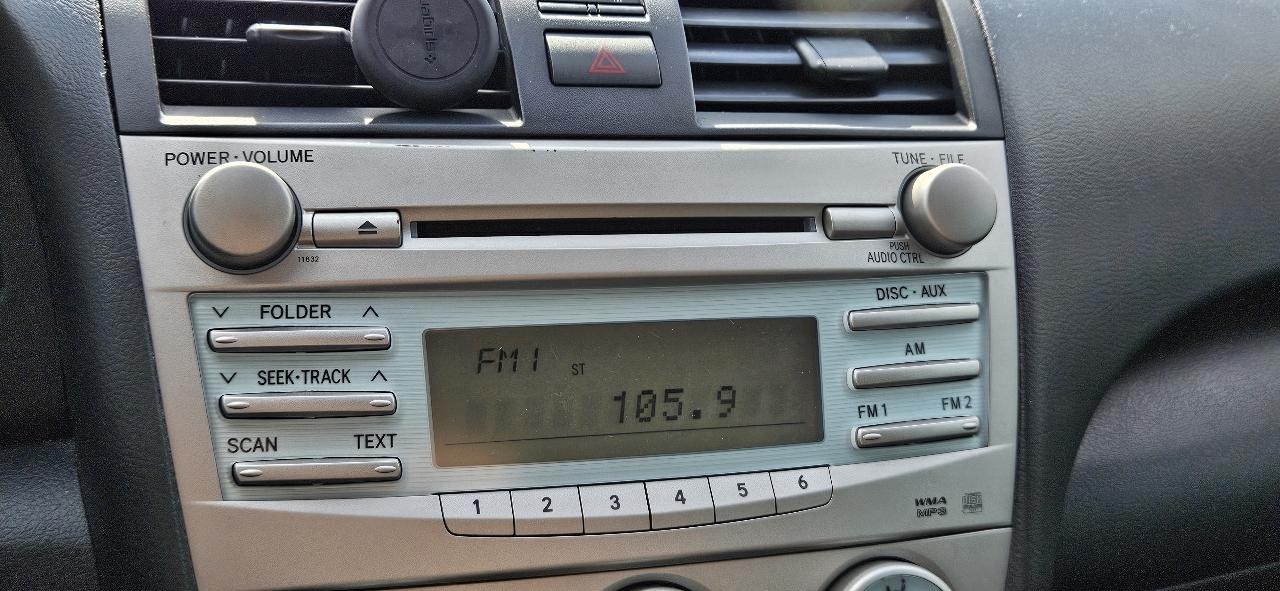 spigen
POWER · VOLUME
TUNE · FILE
11632
PUSH
AUDIO CTRL
FOLDER
DISC · AUX
SEEK·TRACK
AM
FM1 ST
105.9
FM1 FM2
SCAN TEXT
1 2 3 4 5 6
WMA
MP3